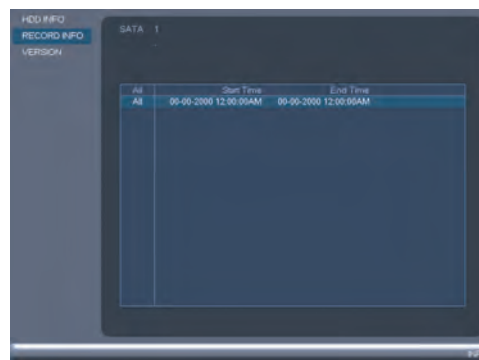 HDD INFO
RECORD INFO
VERSION
SATA 1
All Start Time End Time
All 00-00-2000 12:00:00AM 00-00-2000 12:00:00AM